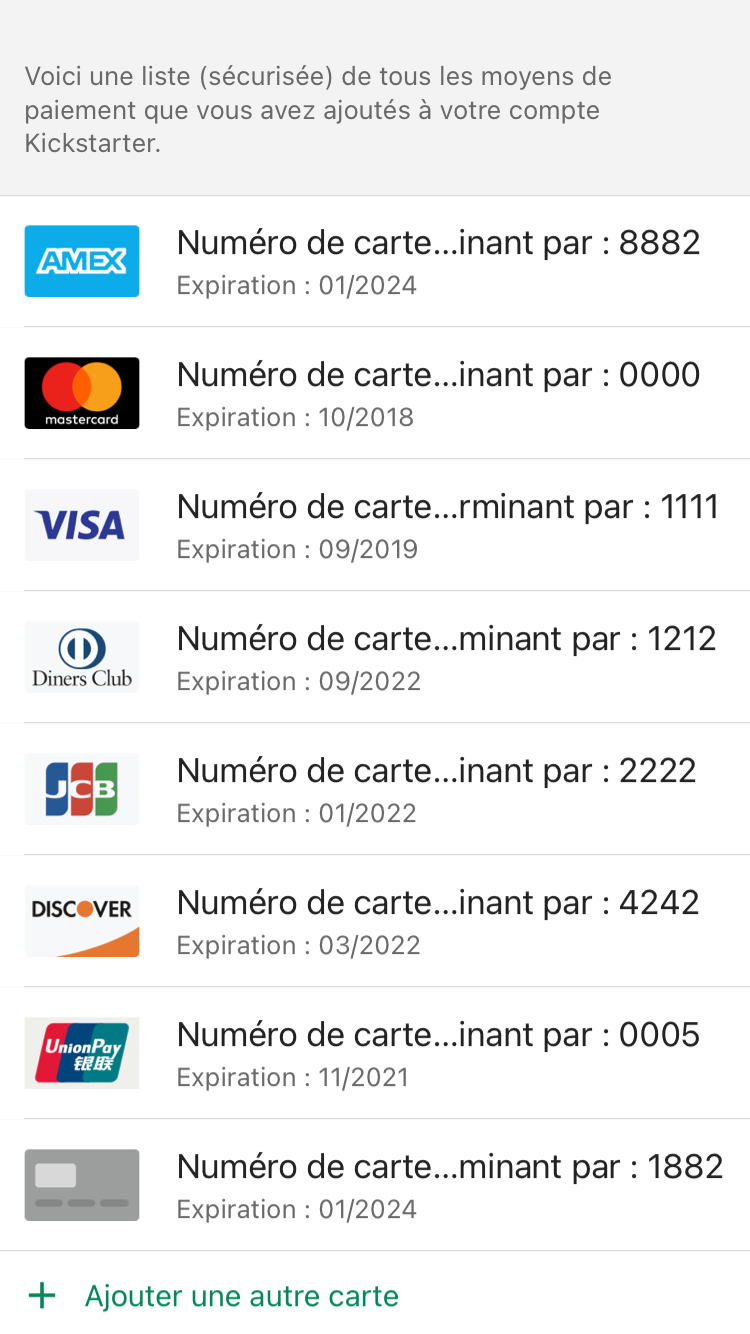 Voici une liste (sécurisée) de tous les moyens de
paiement que vous avez ajoutés à votre compte
Kickstarter.
AMEX
Numéro de carte...inant par : 8882
Expiration : 01/2024
mastercard
Numéro de carte...inant par : 0000
Expiration : 10/2018
VISA
Numéro de carte...rminant par : 1111
Expiration : 09/2019
Diners Club
Numéro de carte...minant par : 1212
Expiration : 09/2022
JCB
Numéro de carte...inant par : 2222
Expiration : 01/2022
DISCOVER
Numéro de carte...inant par : 4242
Expiration : 03/2022
UnionPay
银联
Numéro de carte...inant par : 0005
Expiration : 11/2021
Numéro de carte...minant par : 1882
Expiration : 01/2024
+ Ajouter une autre carte